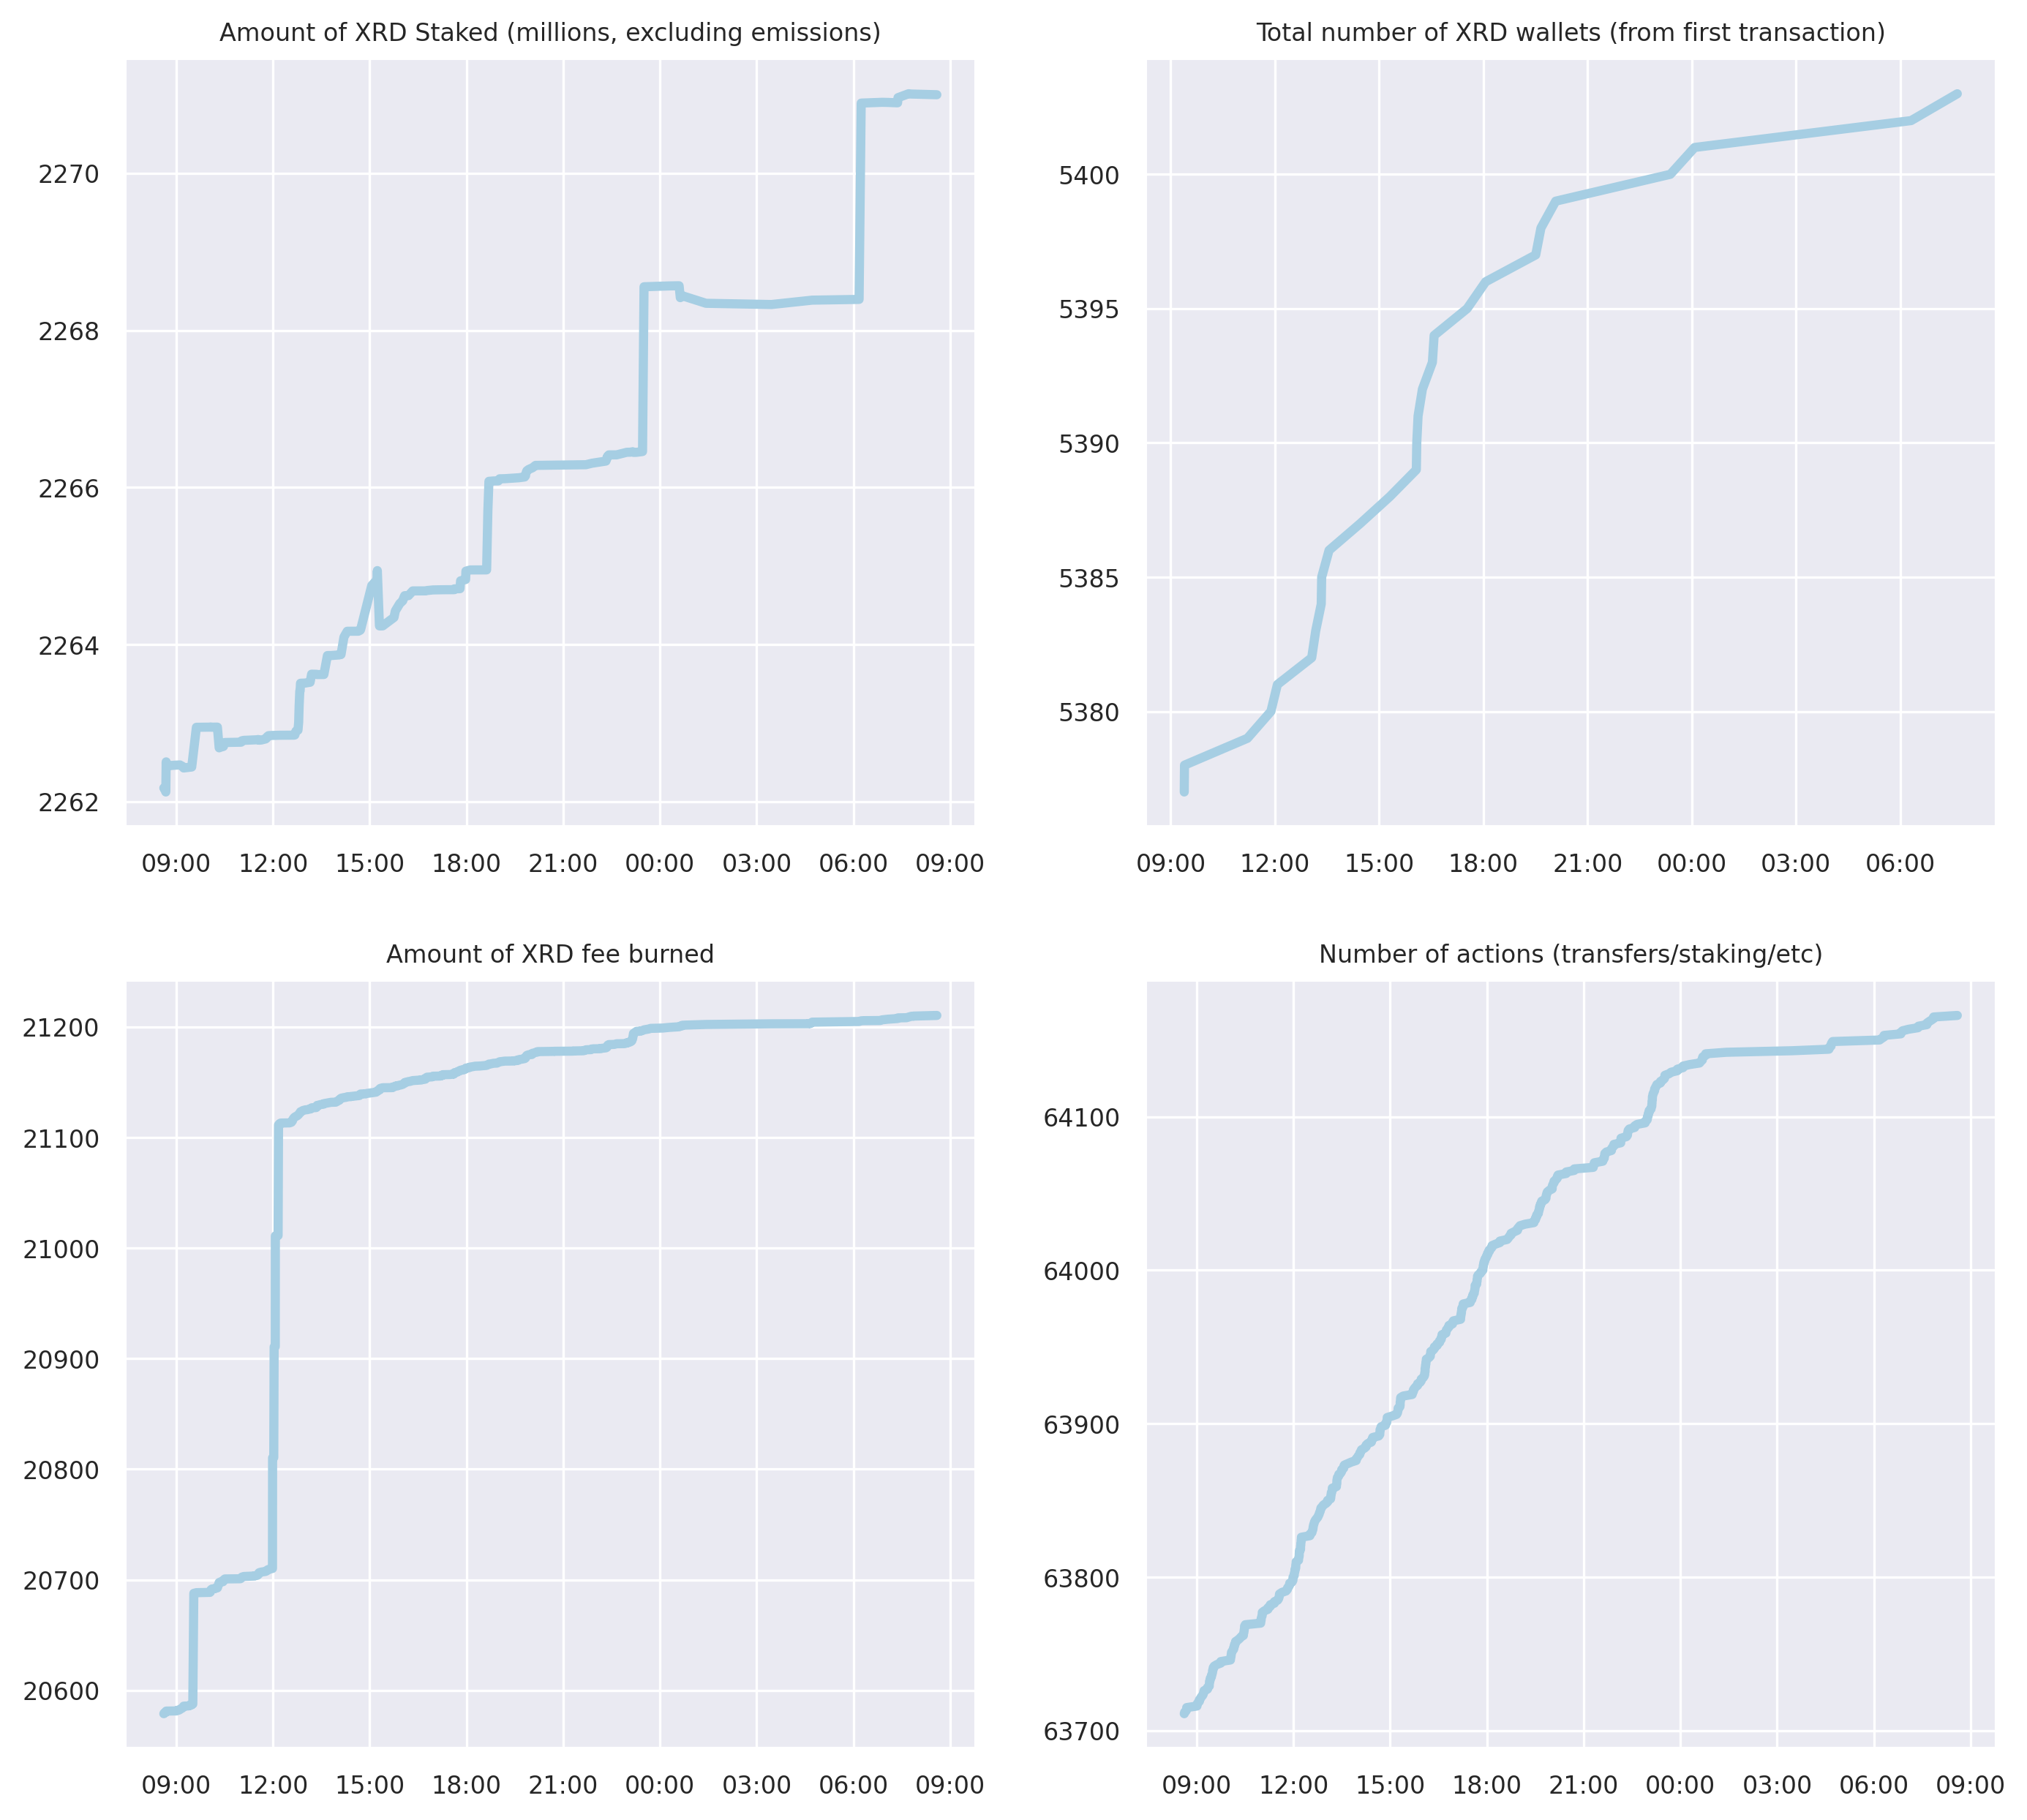 Amount of XRD Staked (millions, excluding emissions)
2270
2268
2266
2264
2262
09:00 12:00 15:00 18:00 21:00 00:00 03:00 06:00 09:00
Total number of XRD wallets (from first transaction)
5400
5395
5390
5385
5380
09:00 12:00 15:00 18:00 21:00 00:00 03:00 06:00
Amount of XRD fee burned
21200
21100
21000
20900
20800
20700
20600
09:00 12:00 15:00 18:00 21:00 00:00 03:00 06:00 09:00
Number of actions (transfers/staking/etc)
64100
64000
63900
63800
63700
09:00 12:00 15:00 18:00 21:00 00:00 03:00 06:00 09:00